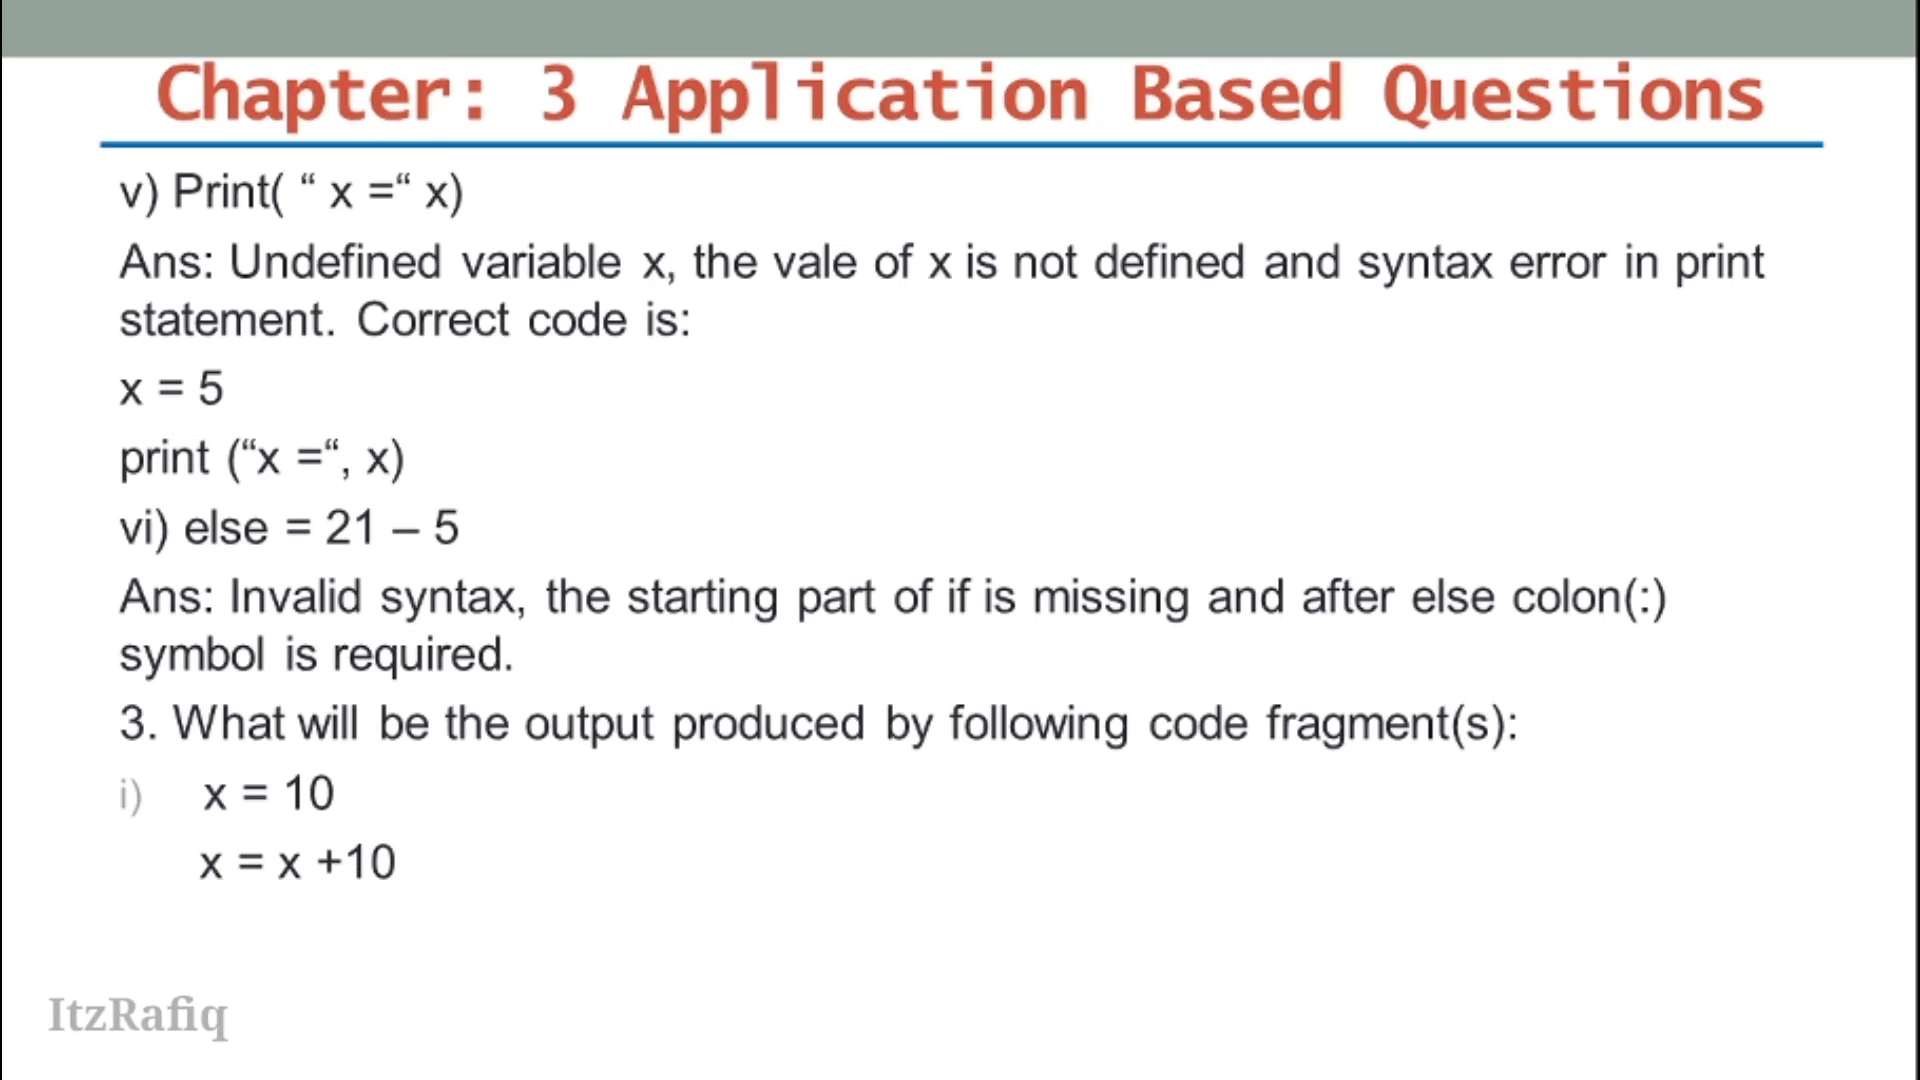 Chapter: 3 Application Based Questions
v) Print( “ x =“ x)
Ans: Undefined variable x, the vale of x is not defined and syntax error in print
statement. Correct code is:
x = 5
print (“x =“, x)
vi) else = 21 – 5
Ans: Invalid syntax, the starting part of if is missing and after else colon(:)
symbol is required.
3. What will be the output produced by following code fragment(s):
i) x = 10
x = x +10
ItzRafiq